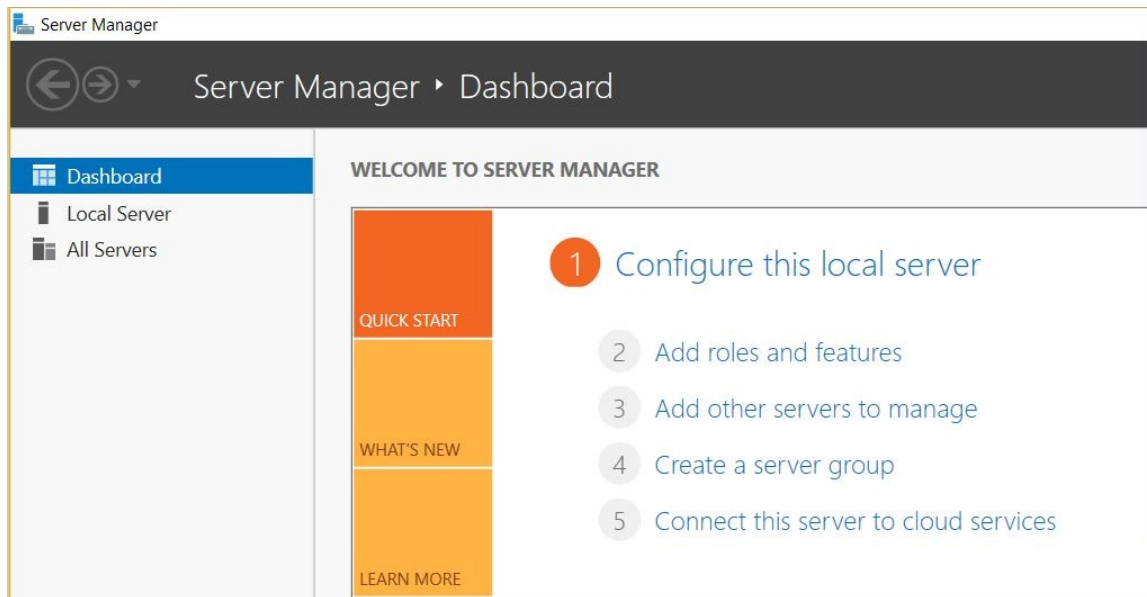 Server Manager
Server Manager ‣ Dashboard
Dashboard
Local Server
All Servers
WELCOME TO SERVER MANAGER
QUICK START
WHAT'S NEW
LEARN MORE
1 Configure this local server
2 Add roles and features
3 Add other servers to manage
4 Create a server group
5 Connect this server to cloud services